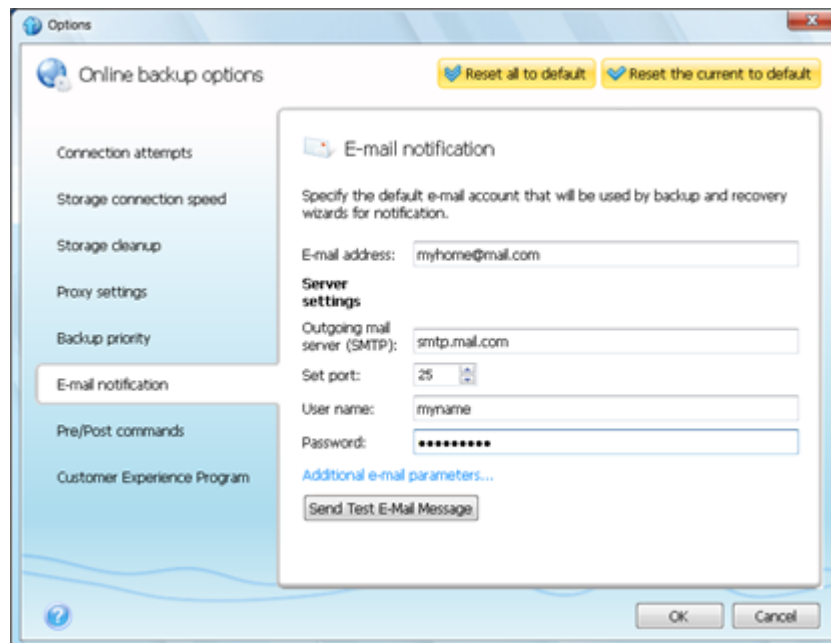 Options
Online backup options
Reset all to default
Reset the current to default
Connection attempts
Storage connection speed
Storage cleanup
Proxy settings
Backup priority
E-mail notification
Pre/Post commands
Customer Experience Program
E-mail notification
Specify the default e-mail account that will be used by backup and recovery
wizards for notification.
E-mail address: myhome@mail.com
Server
settings
Outgoing mail
server (SMTP): smtp.mail.com
Set port: 25
User name: myname
Password: •••••••••
Additional e-mail parameters...
Send Test E-Mail Message
OK
Cancel